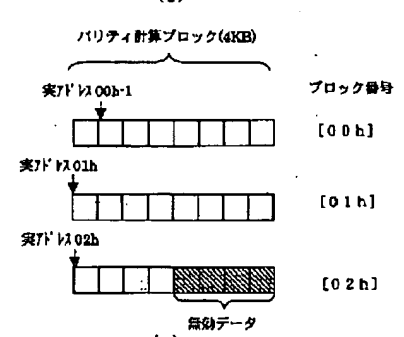 パリティ計算ブロック(4KB)
実ｱﾄﾞﾚｽ00h-1
ブロック番号
[00h]
実ｱﾄﾞﾚｽ01h
[01h]
実ｱﾄﾞﾚｽ02h
[02h]
無効データ